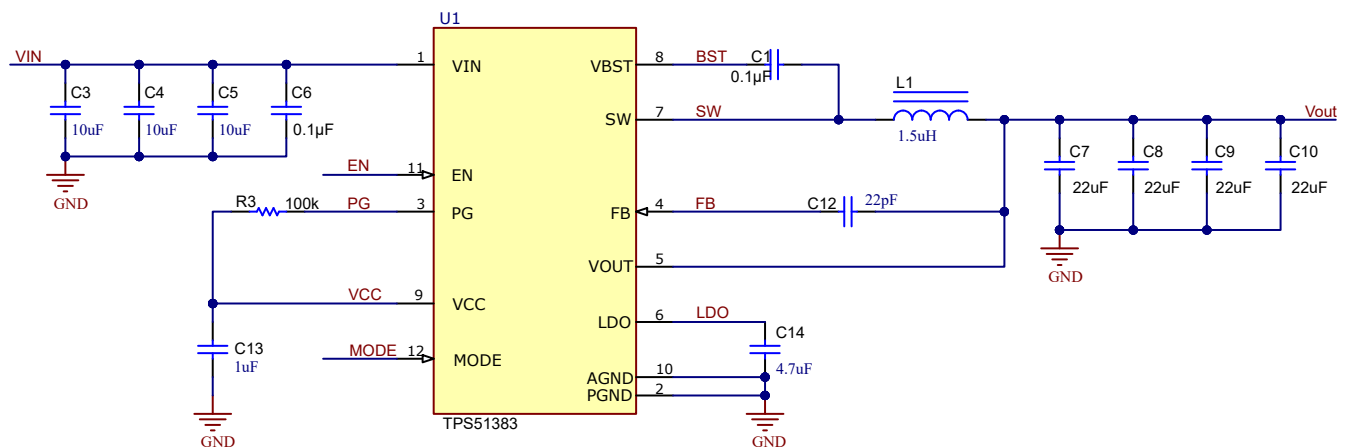 U1
VIN
1
VIN
C3
10uF
C4
10uF
C5
10uF
C6
0.1µF
GND
EN
11
EN
R3
100k
PG
3
PG
VCC
9
VCC
C13
1uF
GND
MODE
12
MODE
TPS51383
VBST
8
BST
C1
0.1µF
SW
7
SW
L1
1.5uH
Vout
C7
22uF
C8
22uF
C9
22uF
C10
22uF
GND
FB
4
FB
C12
22pF
VOUT
5
LDO
6
LDO
C14
4.7uF
AGND
10
PGND
2
GND